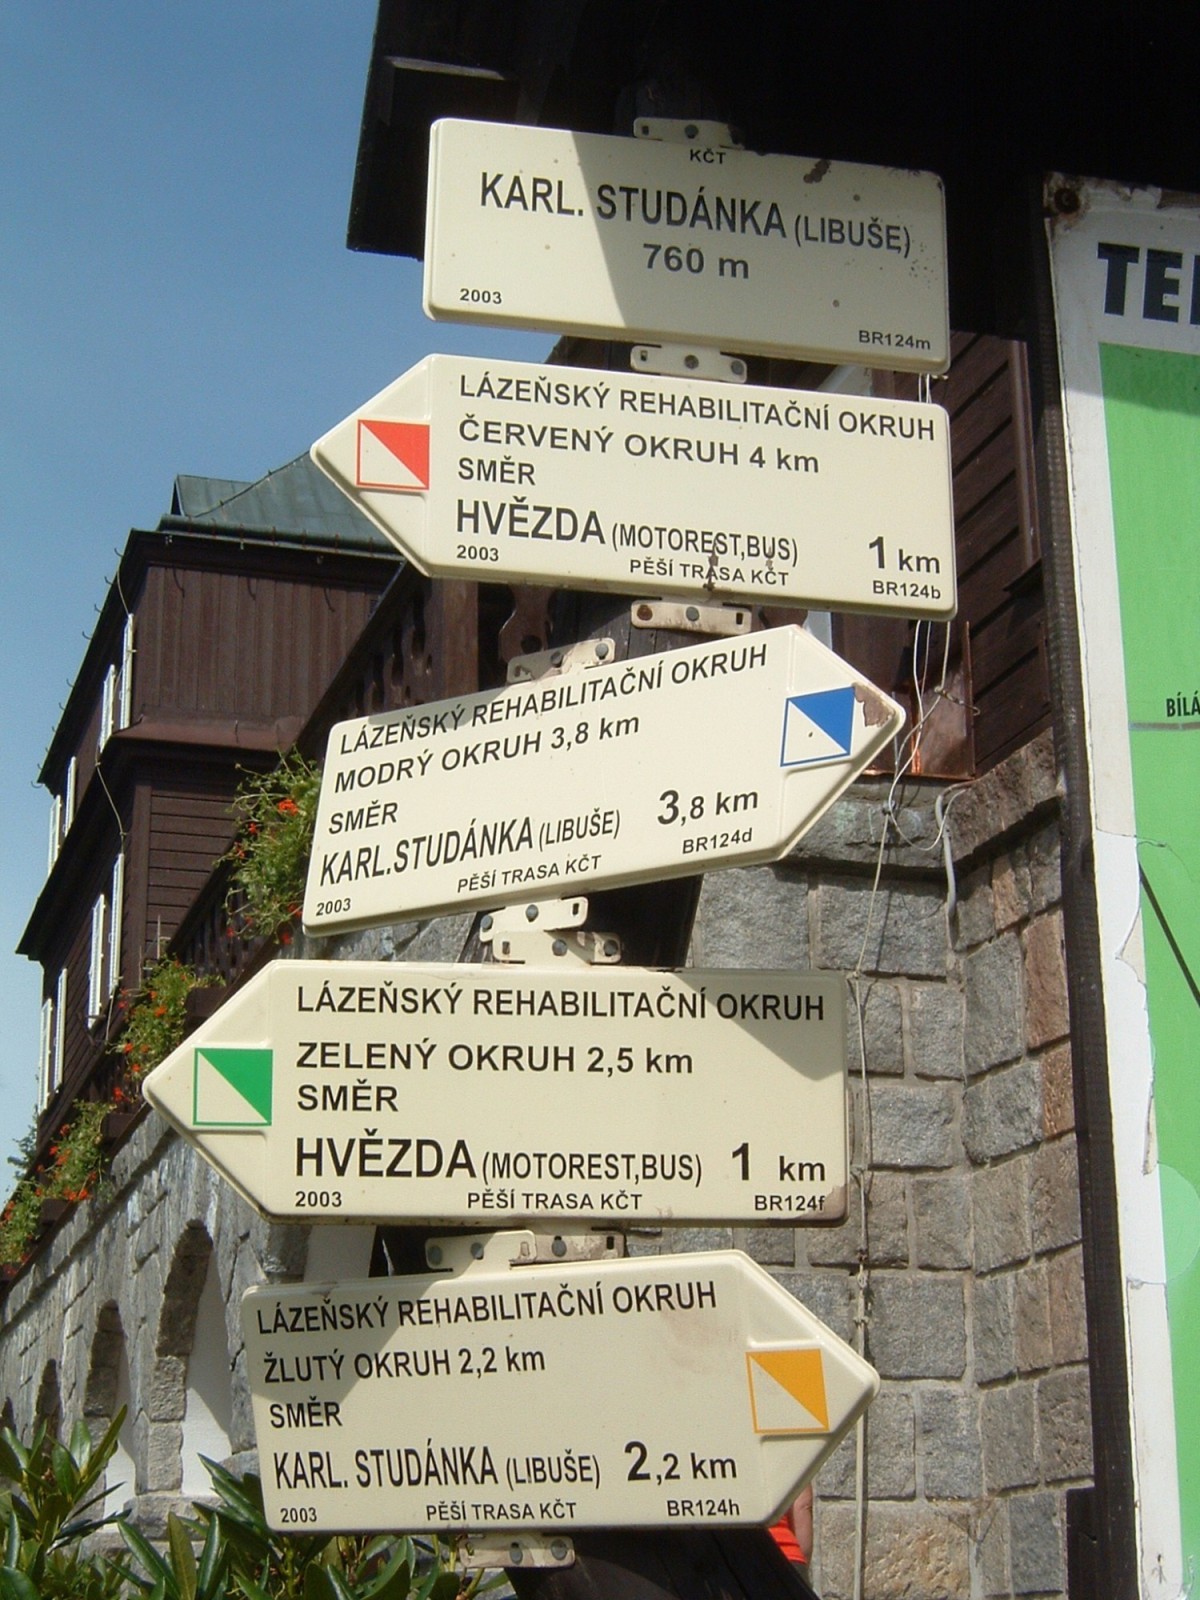 KČT
KARL. STUDÁNKA (LIBUŠE)
760 m
2003
BR124m
LÁZEŇSKÝ REHABILITAČNÍ OKRUH
ČERVENÝ OKRUH 4 km
SMĚR
HVĚZDA (MOTOREST,BUS) 1 km
2003 PĚŠÍ TRASA KČT BR124b
LÁZEŇSKÝ REHABILITAČNÍ OKRUH
MODRÝ OKRUH 3,8 km
SMĚR
KARL.STUDÁNKA (LIBUŠE) 3,8 km
2003 PĚŠÍ TRASA KČT BR124d
LÁZEŇSKÝ REHABILITAČNÍ OKRUH
ZELENÝ OKRUH 2,5 km
SMĚR
HVĚZDA (MOTOREST,BUS) 1 km
2003 PĚŠÍ TRASA KČT BR124f
LÁZEŇSKÝ REHABILITAČNÍ OKRUH
ŽLUTÝ OKRUH 2,2 km
SMĚR
KARL. STUDÁNKA (LIBUŠE) 2,2 km
2003 PĚŠÍ TRASA KČT BR124h
BÍLÁ